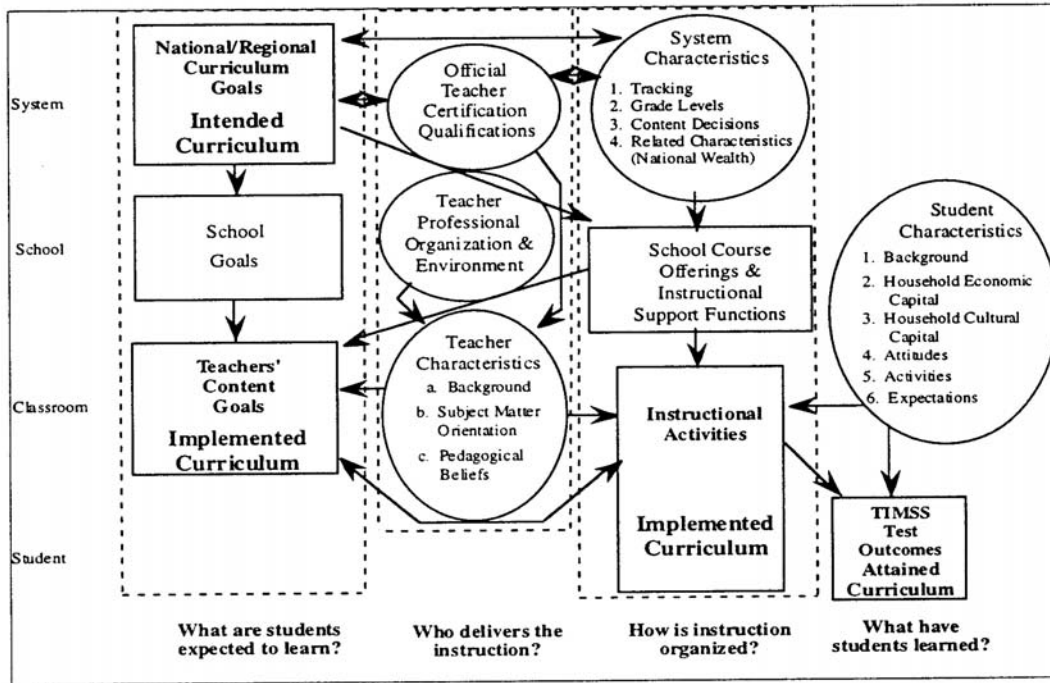 System
School
Classroom
Student
National/Regional
Curriculum
Goals
Intended
Curriculum
School
Goals
Teachers'
Content
Goals
Implemented
Curriculum
What are students
expected to learn?
Official
Teacher
Certification
Qualifications
Teacher
Professional
Organization &
Environment
Teacher
Characteristics
a. Background
b. Subject Matter
Orientation
c. Pedagogical
Beliefs
Who delivers the
instruction?
System
Characteristics
1. Tracking
2. Grade Levels
3. Content Decisions
4. Related Characteristics
(National Wealth)
School Course
Offerings &
Instructional
Support Functions
Instructional
Activities
Implemented
Curriculum
How is instruction
organized?
Student
Characteristics
1. Background
2. Household Economic
Capital
3. Household Cultural
Capital
4. Attitudes
5. Activities
6. Expectations
TIMSS
Test
Outcomes
Attained
Curriculum
What have
students learned?